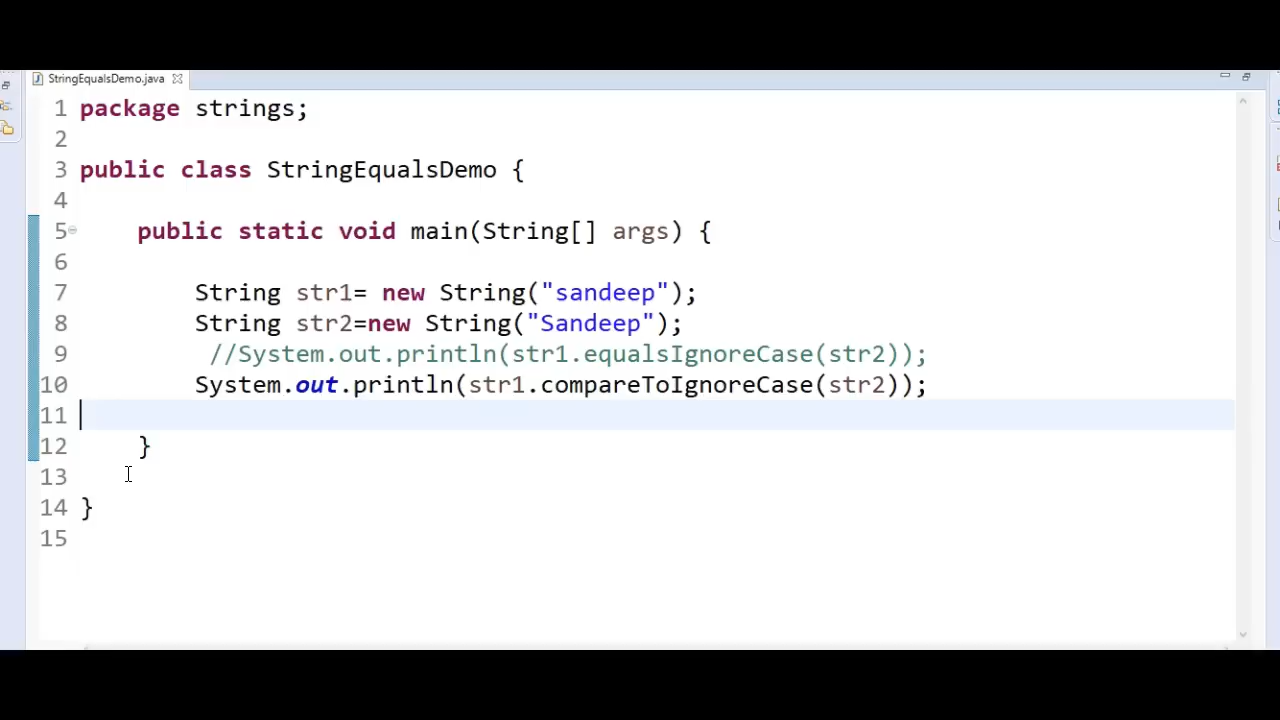 StringEqualsDemo.java
1 package strings;
2
3 public class StringEqualsDemo {
4
5 public static void main(String[] args) {
6
7 String str1= new String("sandeep");
8 String str2=new String("Sandeep");
9 //System.out.println(str1.equalsIgnoreCase(str2));
10 System.out.println(str1.compareToIgnoreCase(str2));
11
12 }
13
14 }
15